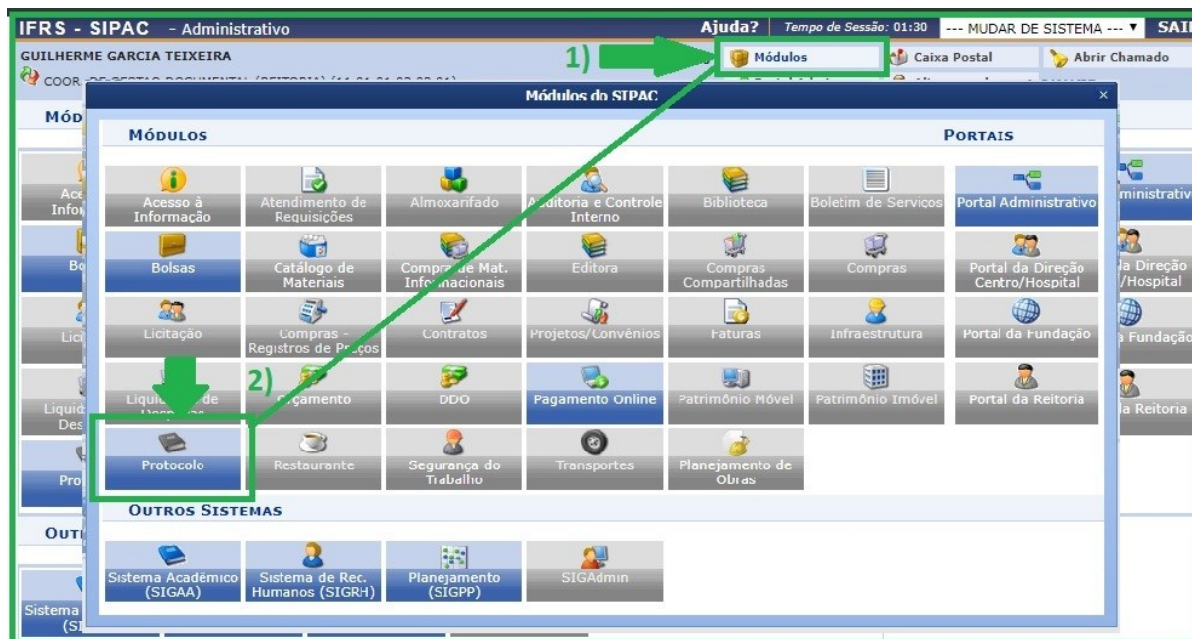 IFRS - SIPAC - Administrativo
Ajuda?
Tempo de Sessão: 01:30
--- MUDAR DE SISTEMA ---
GUILHERME GARCIA TEIXEIRA
1)
Módulos
Caixa Postal
Abrir Chamado
Módulos do SIPAC
MÓDULOS
PORTAIS
Acesso à Informação
Atendimento de Requisições
Almoxarifado
Auditoria e Controle Interno
Biblioteca
Boletim de Serviços
Portal Administrativo
Bolsas
Catálogo de Materiais
Compra de Mat. Informacionais
Editora
Compras Compartilhadas
Compras
Portal da Direção Centro/Hospital
Licitação
Compras - Registros de Preços
Contratos
Projetos/Convênios
Faturas
Infraestrutura
Portal da Fundação
2)
Orçamento
DDO
Pagamento Online
Patrimônio Móvel
Patrimônio Imóvel
Portal da Reitoria
Protocolo
Restaurante
Segurança do Trabalho
Transportes
Planejamento de Obras
OUTROS SISTEMAS
Sistema Acadêmico (SIGAA)
Sistema de Rec. Humanos (SIGRH)
Planejamento (SIGPP)
SIGAdmin